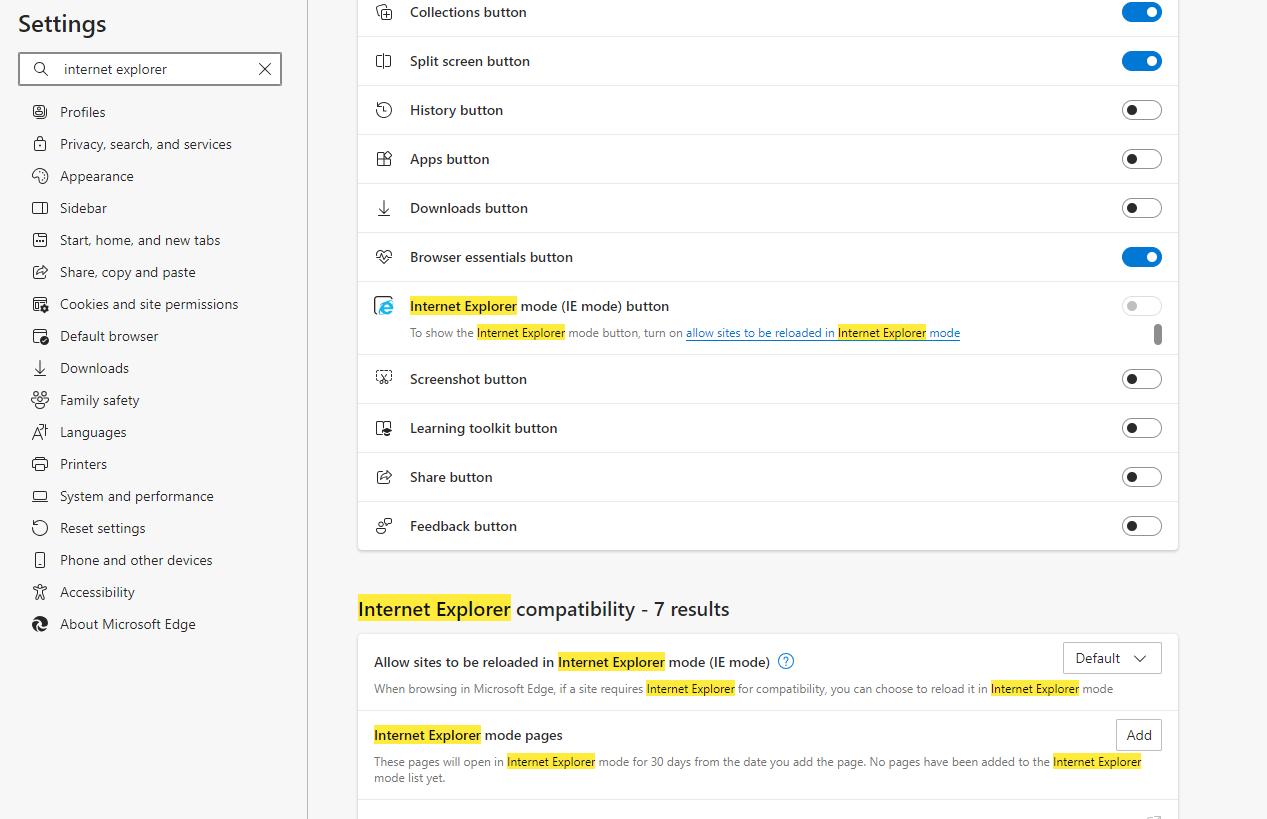 Settings
internet explorer
Profiles
Privacy, search, and services
Appearance
Sidebar
Start, home, and new tabs
Share, copy and paste
Cookies and site permissions
Default browser
Downloads
Family safety
Languages
Printers
System and performance
Reset settings
Phone and other devices
Accessibility
About Microsoft Edge
Collections button
Split screen button
History button
Apps button
Downloads button
Browser essentials button
Internet Explorer mode (IE mode) button
To show the Internet Explorer mode button, turn on allow sites to be reloaded in Internet Explorer mode
Screenshot button
Learning toolkit button
Share button
Feedback button
Internet Explorer compatibility - 7 results
Allow sites to be reloaded in Internet Explorer mode (IE mode) ?
Default
When browsing in Microsoft Edge, if a site requires Internet Explorer for compatibility, you can choose to reload it in Internet Explorer mode
Internet Explorer mode pages
Add
These pages will open in Internet Explorer mode for 30 days from the date you add the page. No pages have been added to the Internet Explorer
mode list yet.